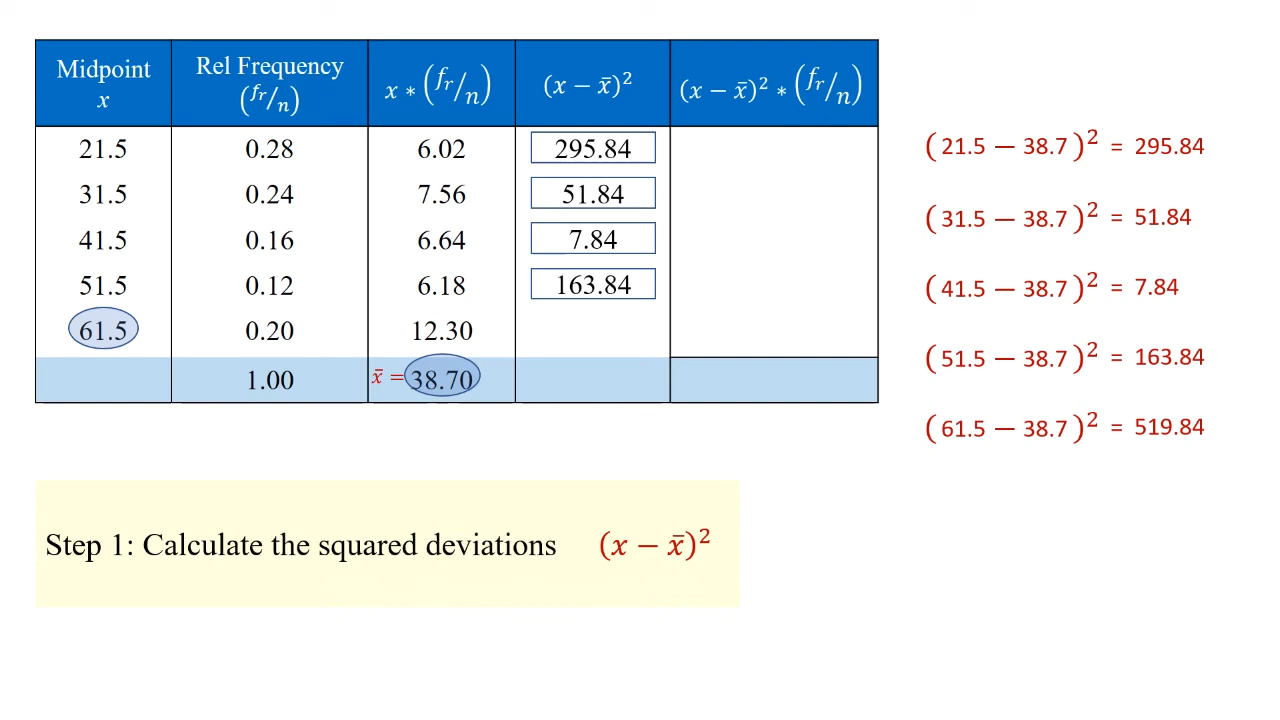 Midpoint x | Rel Frequency (fr/n) | x * (fr/n) | (x − x̄)² | (x − x̄)² * (fr/n)
21.5 | 0.28 | 6.02 | 295.84
31.5 | 0.24 | 7.56 | 51.84
41.5 | 0.16 | 6.64 | 7.84
51.5 | 0.12 | 6.18 | 163.84
61.5 | 0.20 | 12.30
1.00 | x̄ = 38.70
(21.5 − 38.7)² = 295.84
(31.5 − 38.7)² = 51.84
(41.5 − 38.7)² = 7.84
(51.5 − 38.7)² = 163.84
(61.5 − 38.7)² = 519.84
Step 1: Calculate the squared deviations (x − x̄)²